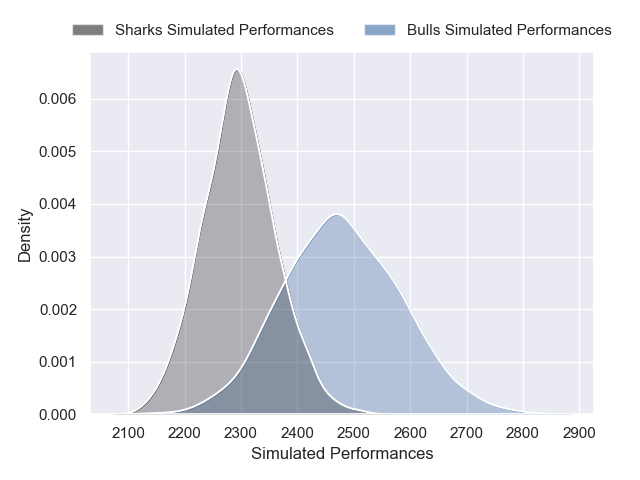 Sharks Simulated Performances Bulls Simulated Performances
0.006
0.005
0.004
0.003
0.002
0.001
0.000
Density
2100 2200 2300 2400 2500 2600 2700 2800 2900
Simulated Performances